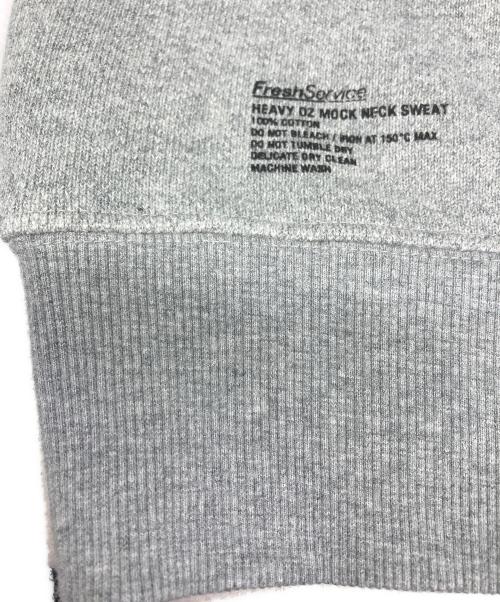 FreshService
HEAVY OZ MOCK NECK SWEAT
100% COTTON
DO NOT BLEACH / IRON AT 150°C MAX
DO NOT TUMBLE DRY
DELICATE DRY CLEAN
MACHINE WASH